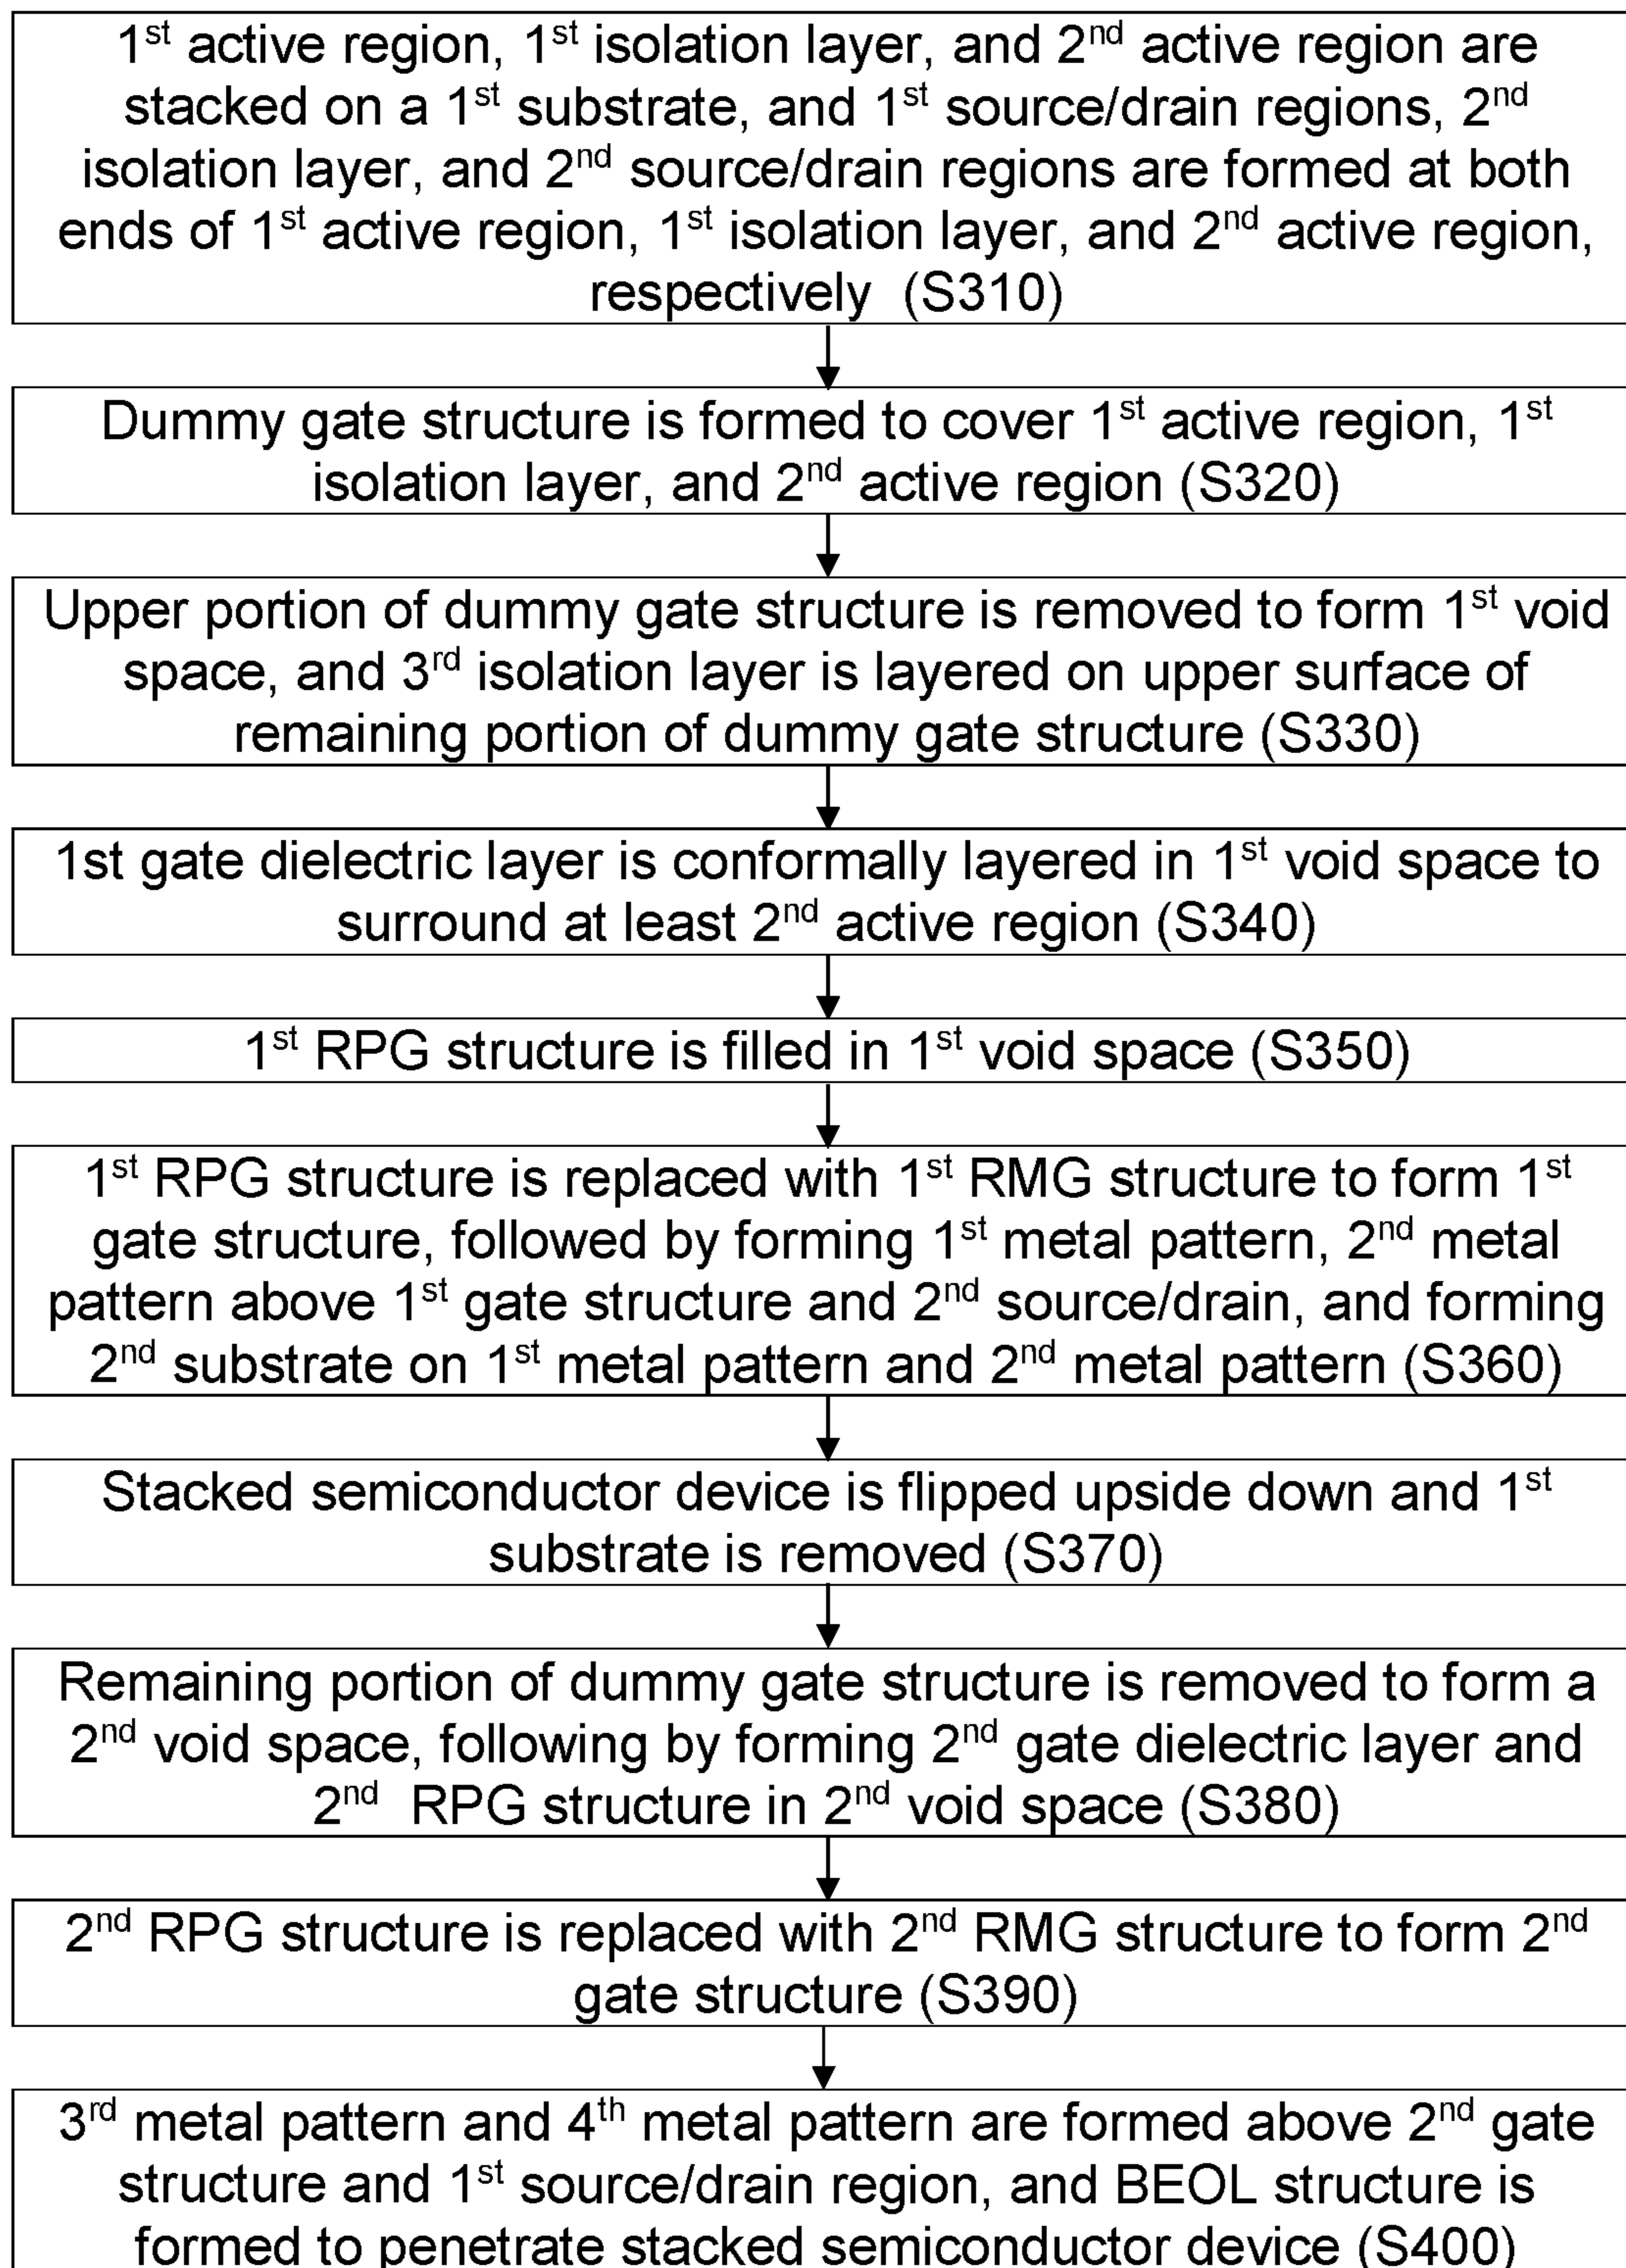 1st active region, 1st isolation layer, and 2nd active region are
stacked on a 1st substrate, and 1st source/drain regions, 2nd
isolation layer, and 2nd source/drain regions are formed at both
ends of 1st active region, 1st isolation layer, and 2nd active region,
respectively (S310)
Dummy gate structure is formed to cover 1st active region, 1st
isolation layer, and 2nd active region (S320)
Upper portion of dummy gate structure is removed to form 1st void
space, and 3rd isolation layer is layered on upper surface of
remaining portion of dummy gate structure (S330)
1st gate dielectric layer is conformally layered in 1st void space to
surround at least 2nd active region (S340)
1st RPG structure is filled in 1st void space (S350)
1st RPG structure is replaced with 1st RMG structure to form 1st
gate structure, followed by forming 1st metal pattern, 2nd metal
pattern above 1st gate structure and 2nd source/drain, and forming
2nd substrate on 1st metal pattern and 2nd metal pattern (S360)
Stacked semiconductor device is flipped upside down and 1st
substrate is removed (S370)
Remaining portion of dummy gate structure is removed to form a
2nd void space, following by forming 2nd gate dielectric layer and
2nd RPG structure in 2nd void space (S380)
2nd RPG structure is replaced with 2nd RMG structure to form 2nd
gate structure (S390)
3rd metal pattern and 4th metal pattern are formed above 2nd gate
structure and 1st source/drain region, and BEOL structure is
formed to penetrate stacked semiconductor device (S400)